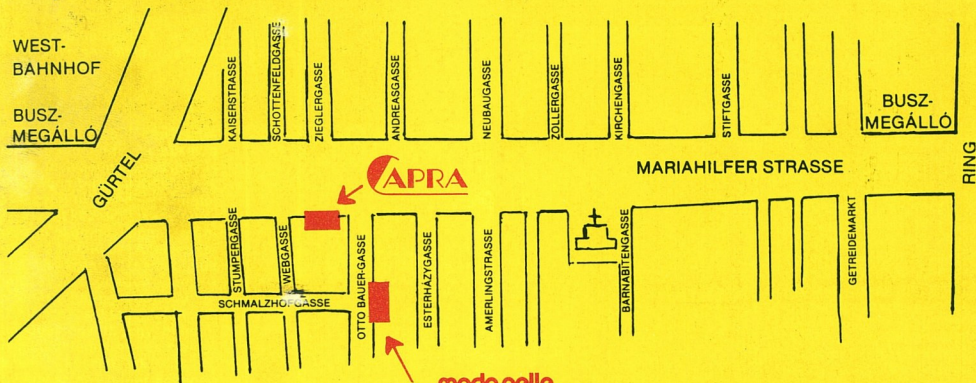 WEST-
BAHNHOF
BUSZ-
MEGÁLLÓ
GÜRTEL
KAISERSTRASSE
SCHOTTENFELDGASSE
ZIEGLERGASSE
ANDREASGASSE
NEUBAUGASSE
ZOLLERGASSE
KIRCHENGASSE
STIFTGASSE
BUSZ-
MEGÁLLÓ
RING
MARIAHILFER STRASSE
CAPRA
STUMPERGASSE
WEBGASSE
SCHMALZHOFGASSE
OTTO BAUER-GASSE
ESTERHÁZYGASSE
AMERLINGSTRASSE
BARNABITENGASSE
GETREIDEMARKT